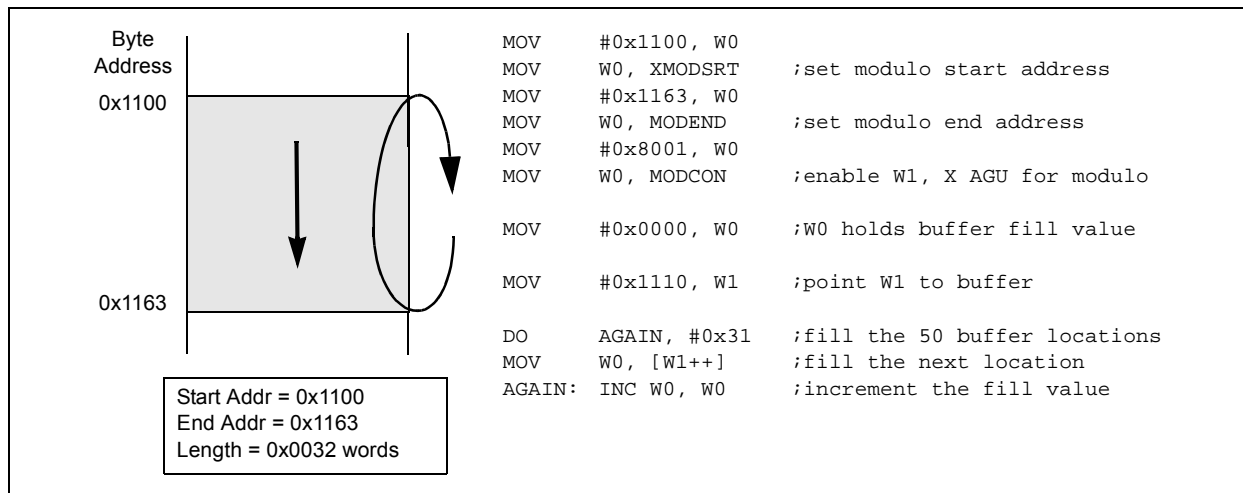 Byte
Address
0x1100
0x1163
Start Addr = 0x1100
End Addr = 0x1163
Length = 0x0032 words
MOV #0x1100, W0
MOV W0, XMODSRT ;set modulo start address
MOV #0x1163, W0
MOV W0, MODEND ;set modulo end address
MOV #0x8001, W0
MOV W0, MODCON ;enable W1, X AGU for modulo
MOV #0x0000, W0 ;W0 holds buffer fill value
MOV #0x1110, W1 ;point W1 to buffer
DO AGAIN, #0x31 ;fill the 50 buffer locations
MOV W0, [W1++] ;fill the next location
AGAIN: INC W0, W0 ;increment the fill value